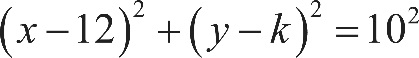 (x − 12)² + (y − k)² = 10²